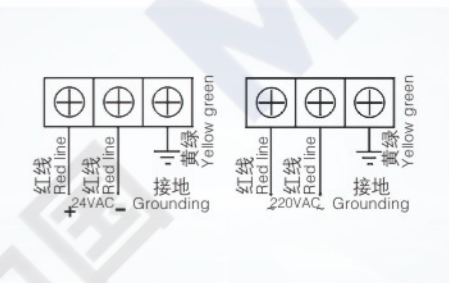 红线
Red line
红线
Red line
黄绿
Yellow green
+ 24VAC - 接地
Grounding
红线
Red line
红线
Red line
黄绿
Yellow green
~220VAC~ 接地
Grounding